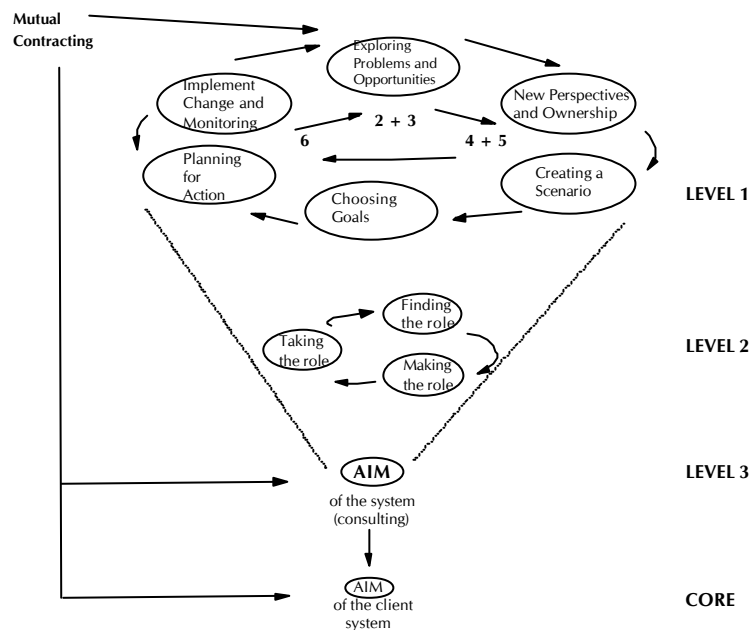 Mutual
Contracting
Exploring
Problems and
Opportunities
Implement
Change and
Monitoring
New Perspectives
and Ownership
2 + 3
6
4 + 5
Planning
for
Action
Creating a
Scenario
Choosing
Goals
LEVEL 1
Finding
the role
Taking
the role
Making
the role
LEVEL 2
AIM
of the system
(consulting)
LEVEL 3
AIM
of the client
system
CORE